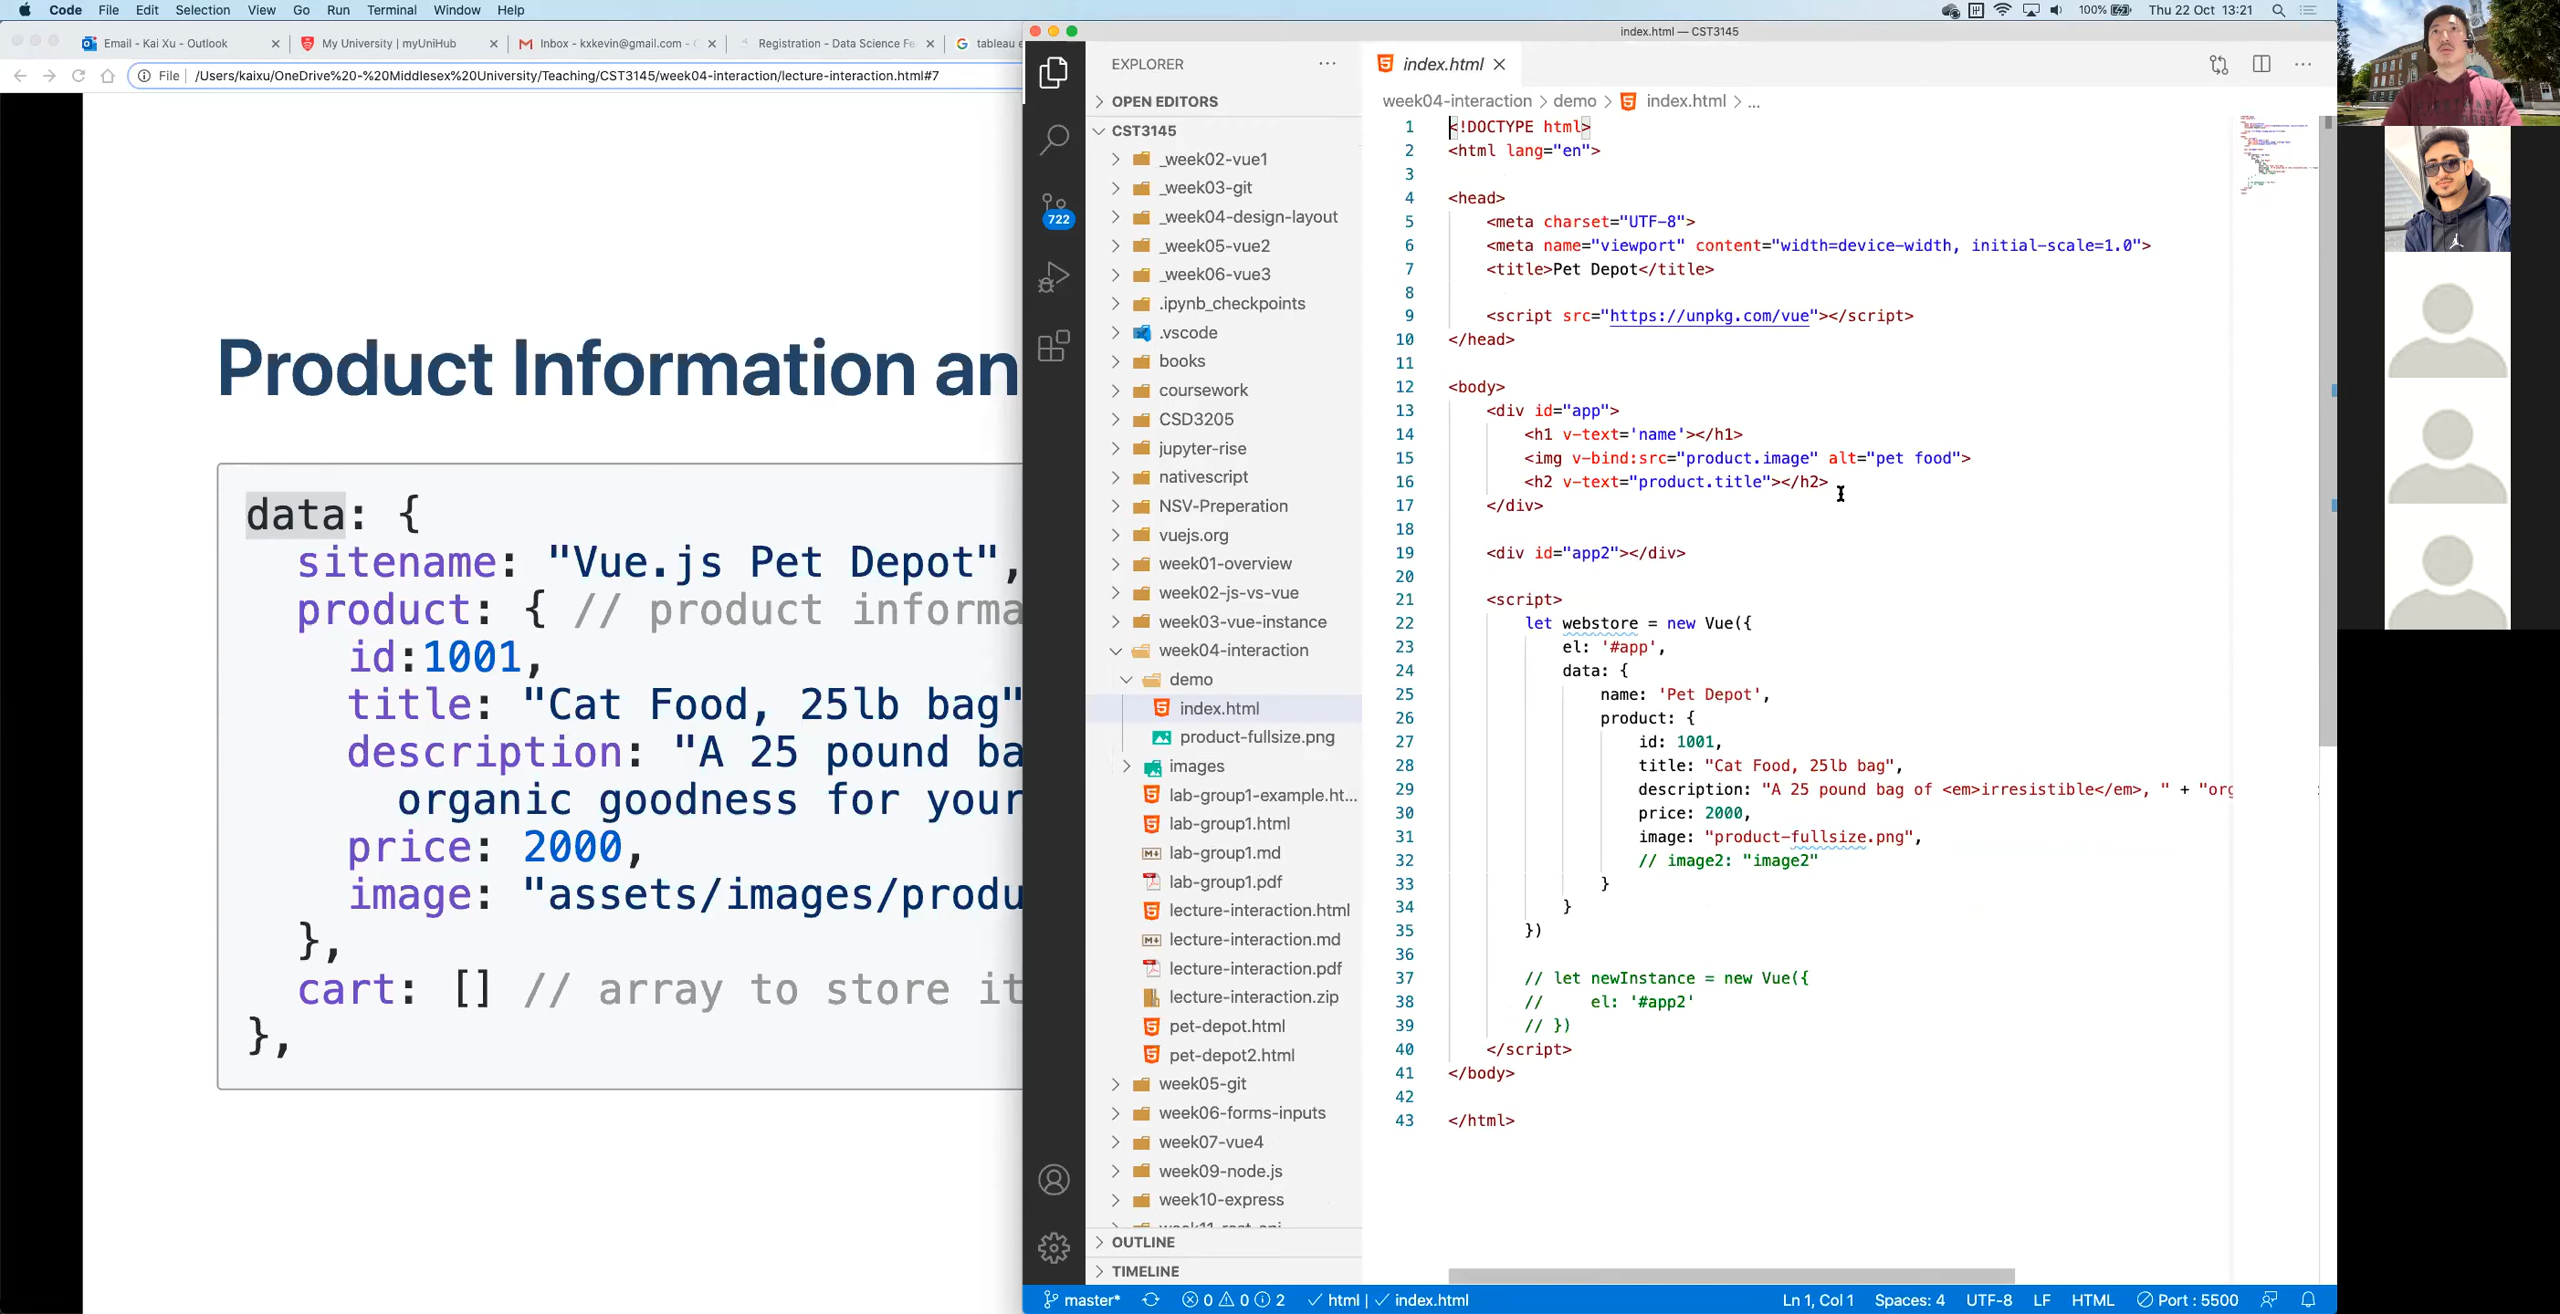 Code File Edit Selection View Go Run Terminal Window Help
100% Thu 22 Oct 13:21
Email - Kai Xu - Outlook
My University | myUniHub
Inbox - kxkevin@gmail.com -
Registration - Data Science Fe
tableau e
File /Users/kaixu/OneDrive%20-%20Middlesex%20University/Teaching/CST3145/week04-interaction/lecture-interaction.html#7
Product Information an
data: {
sitename: "Vue.js Pet Depot",
product: { // product informa
id:1001,
title: "Cat Food, 25lb bag"
description: "A 25 pound ba
organic goodness for your
price: 2000,
image: "assets/images/produ
},
cart: [] // array to store it
},
index.html — CST3145
722
EXPLORER
OPEN EDITORS
CST3145
_week02-vue1
_week03-git
_week04-design-layout
_week05-vue2
_week06-vue3
.ipynb_checkpoints
.vscode
books
coursework
CSD3205
jupyter-rise
nativescript
NSV-Preperation
vuejs.org
week01-overview
week02-js-vs-vue
week03-vue-instance
week04-interaction
demo
index.html
product-fullsize.png
images
lab-group1-example.ht...
lab-group1.html
lab-group1.md
lab-group1.pdf
lecture-interaction.html
lecture-interaction.md
lecture-interaction.pdf
lecture-interaction.zip
pet-depot.html
pet-depot2.html
week05-git
week06-forms-inputs
week07-vue4
week09-node.js
week10-express
OUTLINE
TIMELINE
index.html
week04-interaction > demo > index.html > ...
1 <!DOCTYPE html>
2 <html lang="en">
3
4 <head>
5 <meta charset="UTF-8">
6 <meta name="viewport" content="width=device-width, initial-scale=1.0">
7 <title>Pet Depot</title>
8
9 <script src="https://unpkg.com/vue"></script>
10 </head>
11
12 <body>
13 <div id="app">
14 <h1 v-text='name'></h1>
15 <img v-bind:src="product.image" alt="pet food">
16 <h2 v-text="product.title"></h2>
17 </div>
18
19 <div id="app2"></div>
20
21 <script>
22 let webstore = new Vue({
23 el: '#app',
24 data: {
25 name: 'Pet Depot',
26 product: {
27 id: 1001,
28 title: "Cat Food, 25lb bag",
29 description: "A 25 pound bag of <em>irresistible</em>, " + "org
30 price: 2000,
31 image: "product-fullsize.png",
32 // image2: "image2"
33 }
34 }
35 })
36
37 // let newInstance = new Vue({
38 // el: '#app2'
39 // })
40 </script>
41 </body>
42
43 </html>
master* 0 0 2 html | index.html
Ln 1, Col 1 Spaces: 4 UTF-8 LF HTML Port : 5500